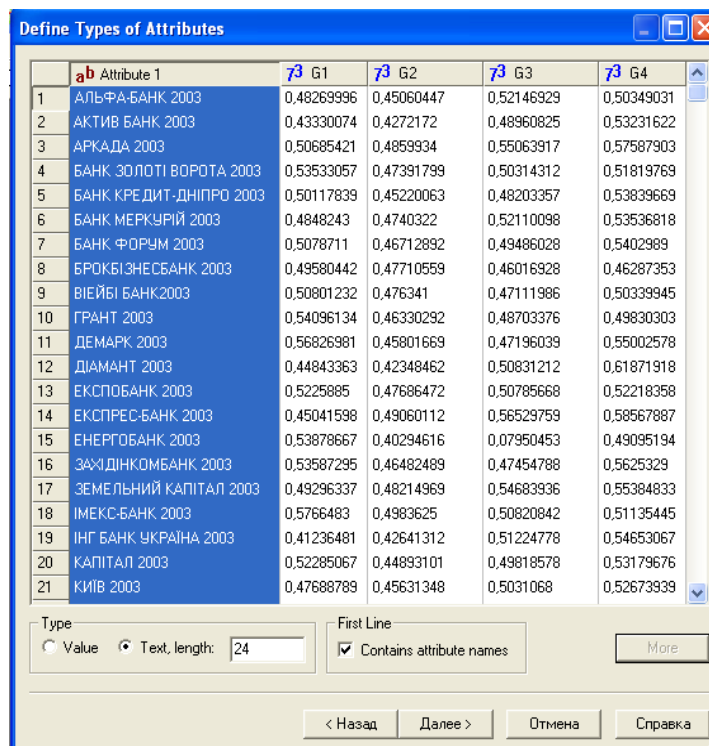 Define Types of Attributes
ab Attribute 1 73 G1 73 G2 73 G3 73 G4
1 АЛЬФА-БАНК 2003 0,48269996 0,45060447 0,52146929 0,50349031
2 АКТИВ БАНК 2003 0,43330074 0,4272172 0,48960825 0,53231622
3 АРКАДА 2003 0,50685421 0,4859934 0,55063917 0,57587903
4 БАНК ЗОЛОТІ ВОРОТА 2003 0,53533057 0,47391799 0,50314312 0,51819769
5 БАНК КРЕДИТ-ДНІПРО 2003 0,50117839 0,45220063 0,48203357 0,53839669
6 БАНК МЕРКУРІЙ 2003 0,4848243 0,4740322 0,52110098 0,53536818
7 БАНК ФОРУМ 2003 0,5078711 0,46712892 0,49486028 0,5402989
8 БРОКБІЗНЕСБАНК 2003 0,49580442 0,47710559 0,46016928 0,46287353
9 ВІЕЙБІ БАНК2003 0,50801232 0,476341 0,47111986 0,50339945
10 ГРАНТ 2003 0,54096134 0,46330292 0,48703376 0,49830303
11 ДЕМАРК 2003 0,56826981 0,45801669 0,47196039 0,55002578
12 ДІАМАНТ 2003 0,44843363 0,42348462 0,50831212 0,61871918
13 ЕКСПОБАНК 2003 0,5225885 0,47686472 0,50785668 0,52218358
14 ЕКСПРЕС-БАНК 2003 0,45041598 0,49060112 0,56529759 0,58567887
15 ЕНЕРГОБАНК 2003 0,53878667 0,40294616 0,07950453 0,49095194
16 ЗАХІДІНКОМБАНК 2003 0,53587295 0,46482489 0,47454788 0,5625329
17 ЗЕМЕЛЬНИЙ КАПІТАЛ 2003 0,49296337 0,48214969 0,54683936 0,55384833
18 ІМЕКС-БАНК 2003 0,5766483 0,4983625 0,50820842 0,51135445
19 ІНГ БАНК УКРАЇНА 2003 0,41236481 0,42641312 0,51224778 0,54653067
20 КАПІТАЛ 2003 0,52285067 0,44893101 0,49818578 0,53179676
21 КИЇВ 2003 0,47688789 0,45631348 0,5031068 0,52673939
Type First Line
Value Text, length: 24 Contains attribute names More
< Назад Далее > Отмена Справка